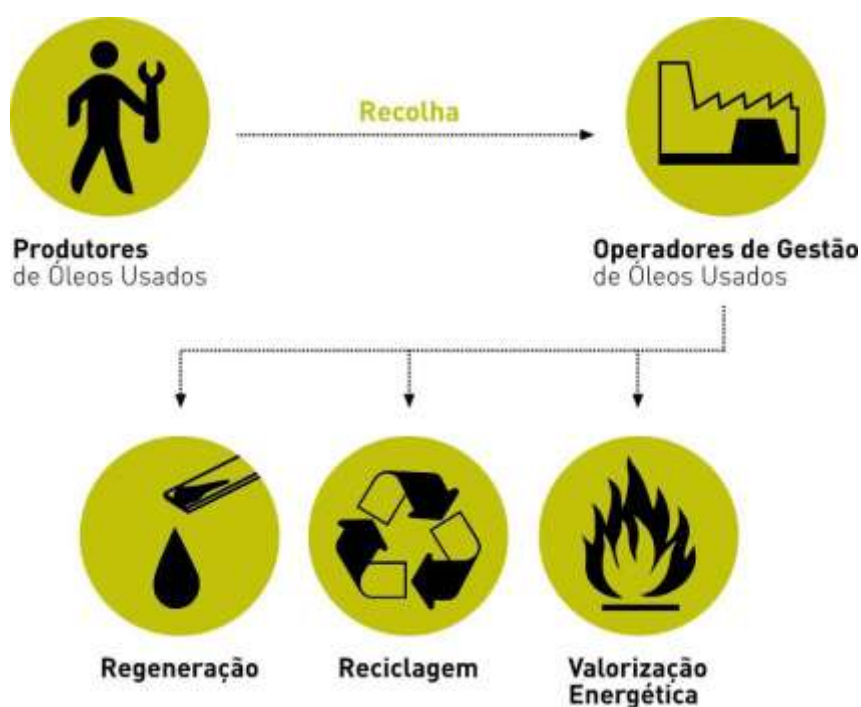 Recolha
Produtores
de Óleos Usados
Operadores de Gestão
de Óleos Usados
Regeneração
Reciclagem
Valorização
Energética